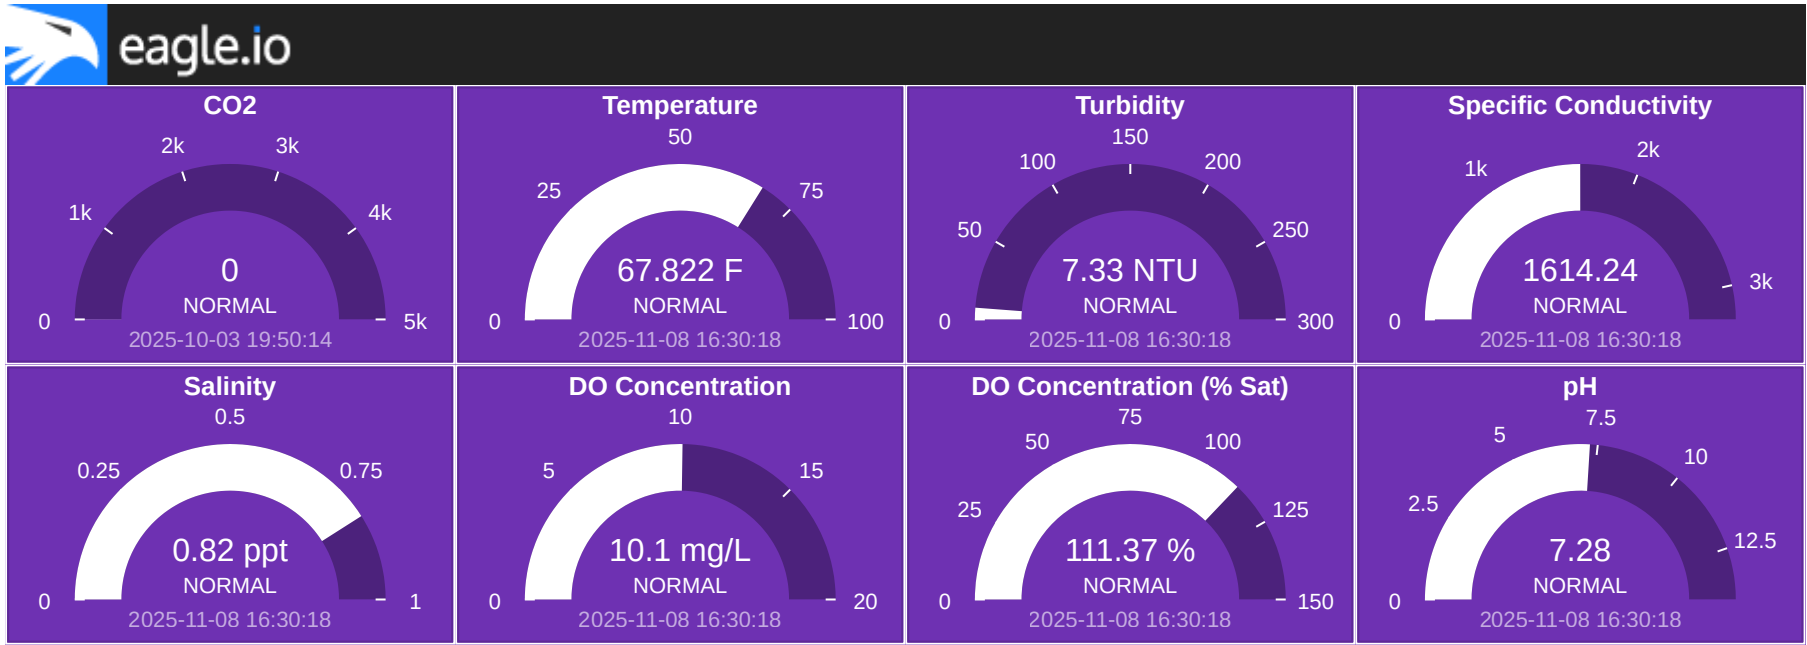 eagle.io
CO2
2k
3k
1k
4k
0
NORMAL
0
5k
2025-10-03 19:50:14
Temperature
50
25
75
67.822 F
NORMAL
0
100
2025-11-08 16:30:18
Turbidity
150
100
200
50
250
7.33 NTU
NORMAL
0
300
2025-11-08 16:30:18
Specific Conductivity
2k
1k
1614.24
3k
NORMAL
0
2025-11-08 16:30:18
Salinity
0.5
0.25
0.75
0.82 ppt
NORMAL
0
1
2025-11-08 16:30:18
DO Concentration
10
5
15
10.1 mg/L
NORMAL
0
20
2025-11-08 16:30:18
DO Concentration (% Sat)
75
50
100
25
125
111.37 %
NORMAL
0
150
2025-11-08 16:30:18
pH
7.5
5
10
2.5
12.5
7.28
NORMAL
0
2025-11-08 16:30:18